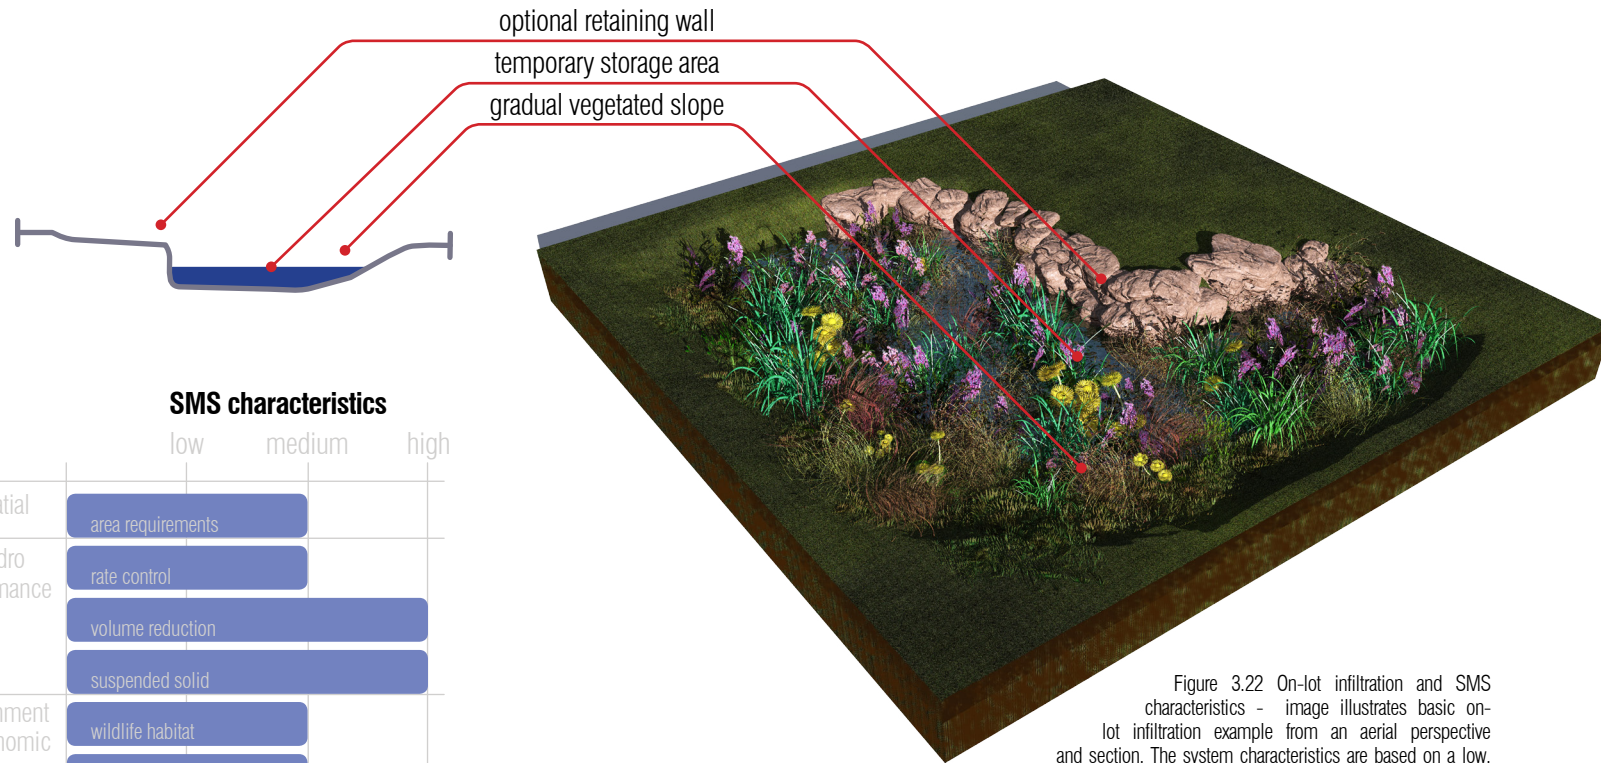 optional retaining wall
temporary storage area
gradual vegetated slope
SMS characteristics
low medium high
area requirements
rate control
volume reduction
suspended solid
wildlife habitat
Figure 3.22 On-lot infiltration and SMS
characteristics - image illustrates basic on-
lot infiltration example from an aerial perspective
and section. The system characteristics are based on a low,